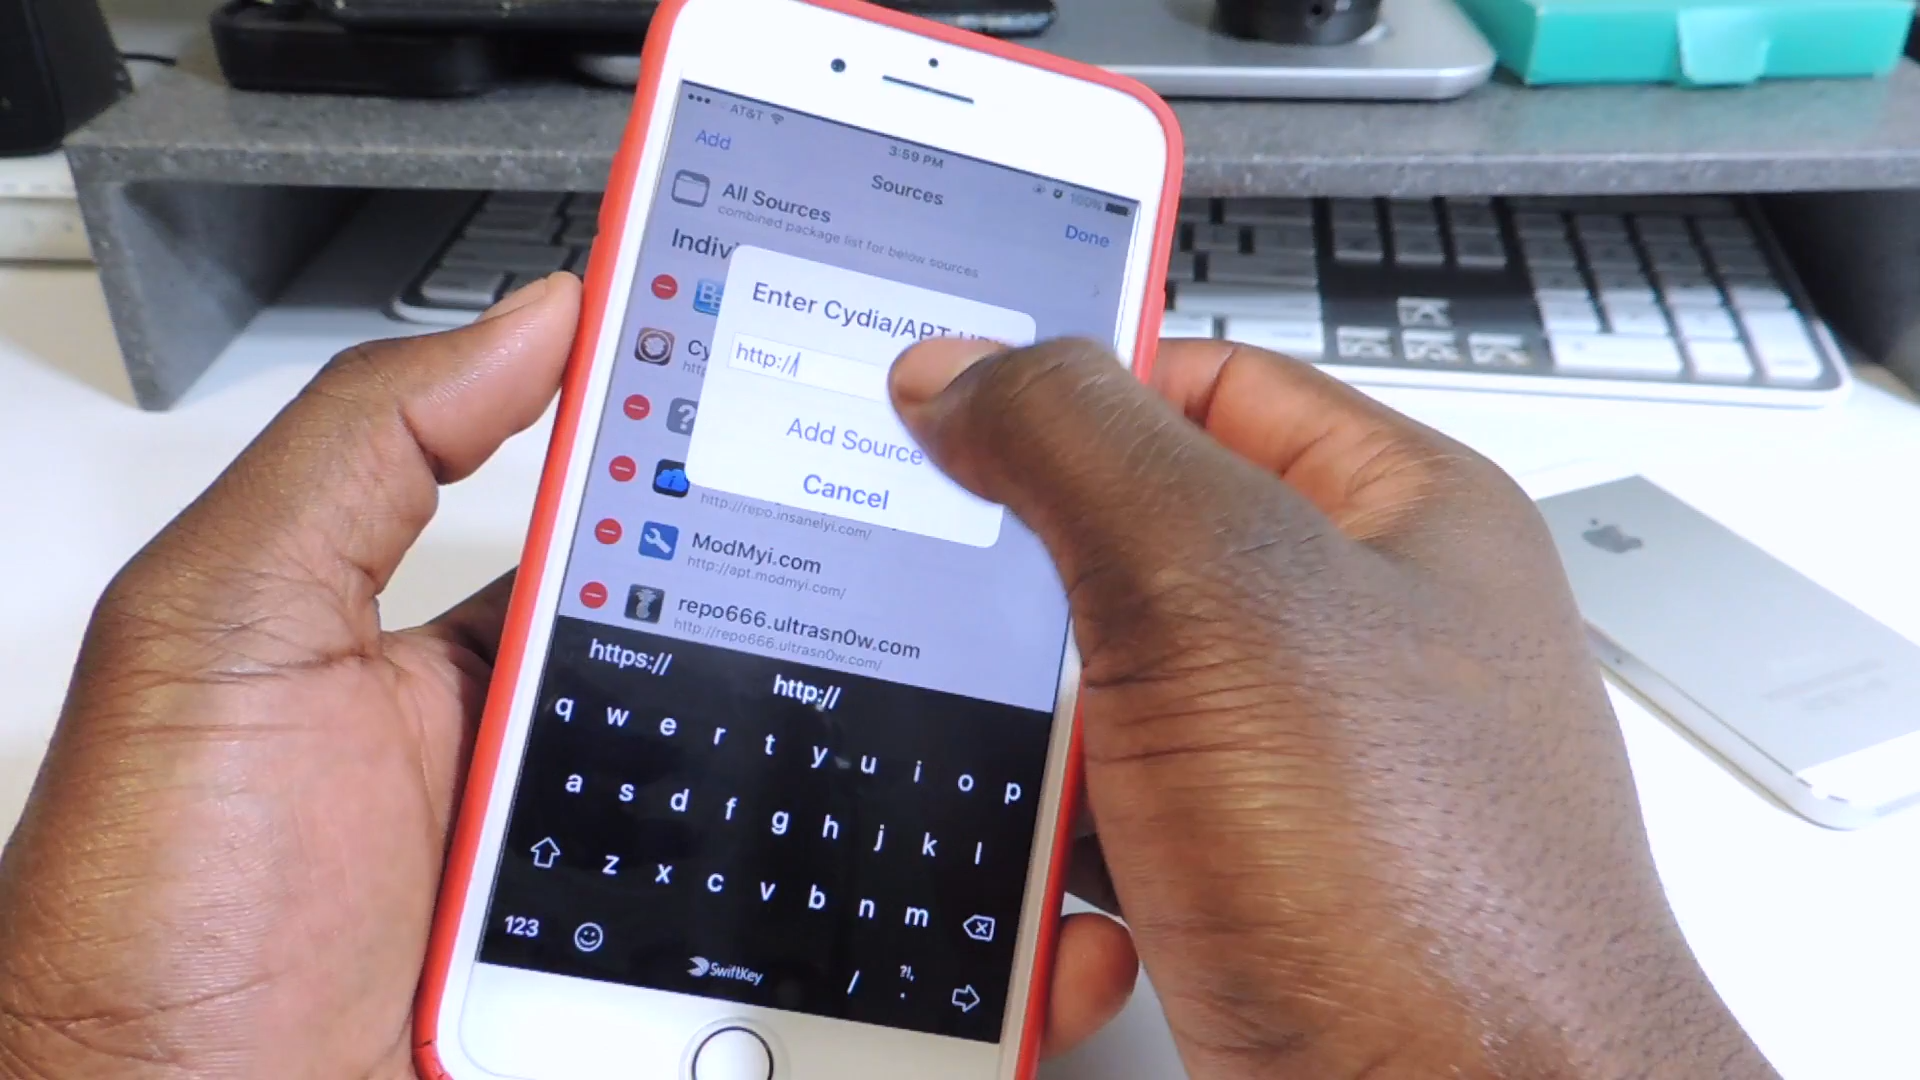 AT&T
3:59 PM
100%
Add
Sources
Done
All Sources
combined package list for below sources
Enter Cydia/APT
http://
Add Source
Cancel
http://repo.insanelyi.com/
ModMyi.com
http://apt.modmyi.com/
repo666.ultrasn0w.com
http://repo666.ultrasn0w.com/
https://
http://
q w e r t y u i o p
a s d f g h j k l
z x c v b n m
123
SwiftKey
/
?!,
.